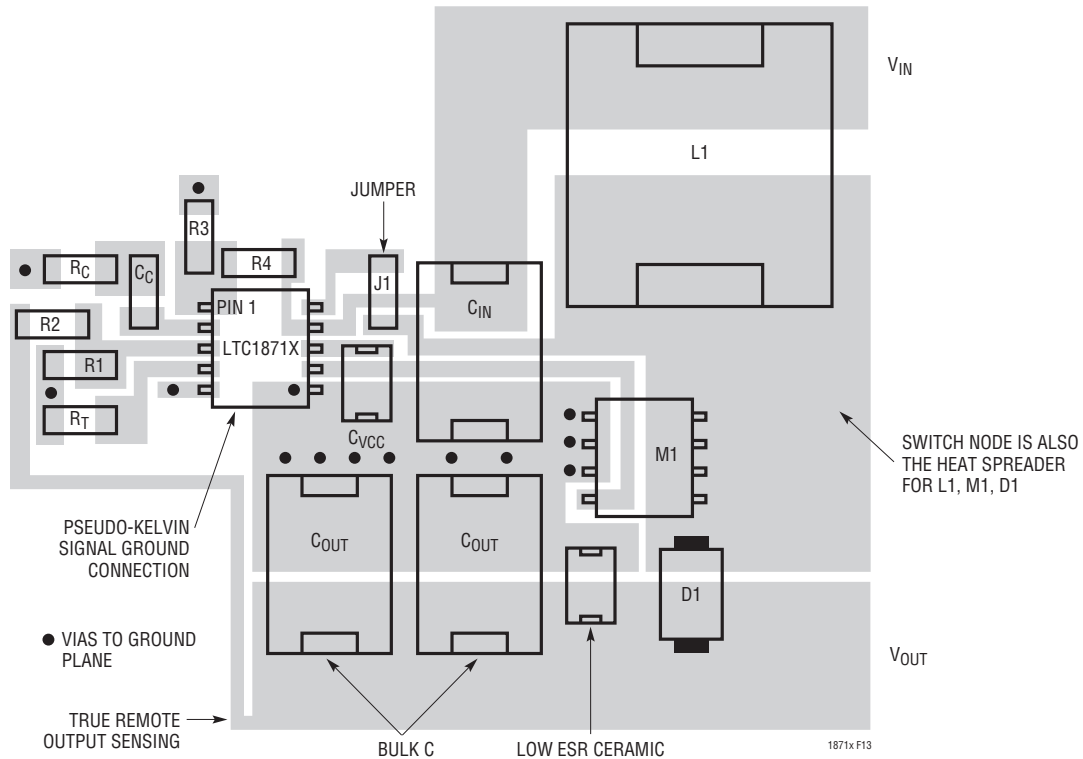 VIN
L1
JUMPER
R3
RC
CC
R4
J1
CIN
PIN 1
R2
LTC1871X
R1
RT
CVCC
M1
SWITCH NODE IS ALSO
THE HEAT SPREADER
FOR L1, M1, D1
PSEUDO-KELVIN
SIGNAL GROUND
CONNECTION
COUT
COUT
D1
VIAS TO GROUND
PLANE
VOUT
TRUE REMOTE
OUTPUT SENSING
BULK C
LOW ESR CERAMIC
1871x F13